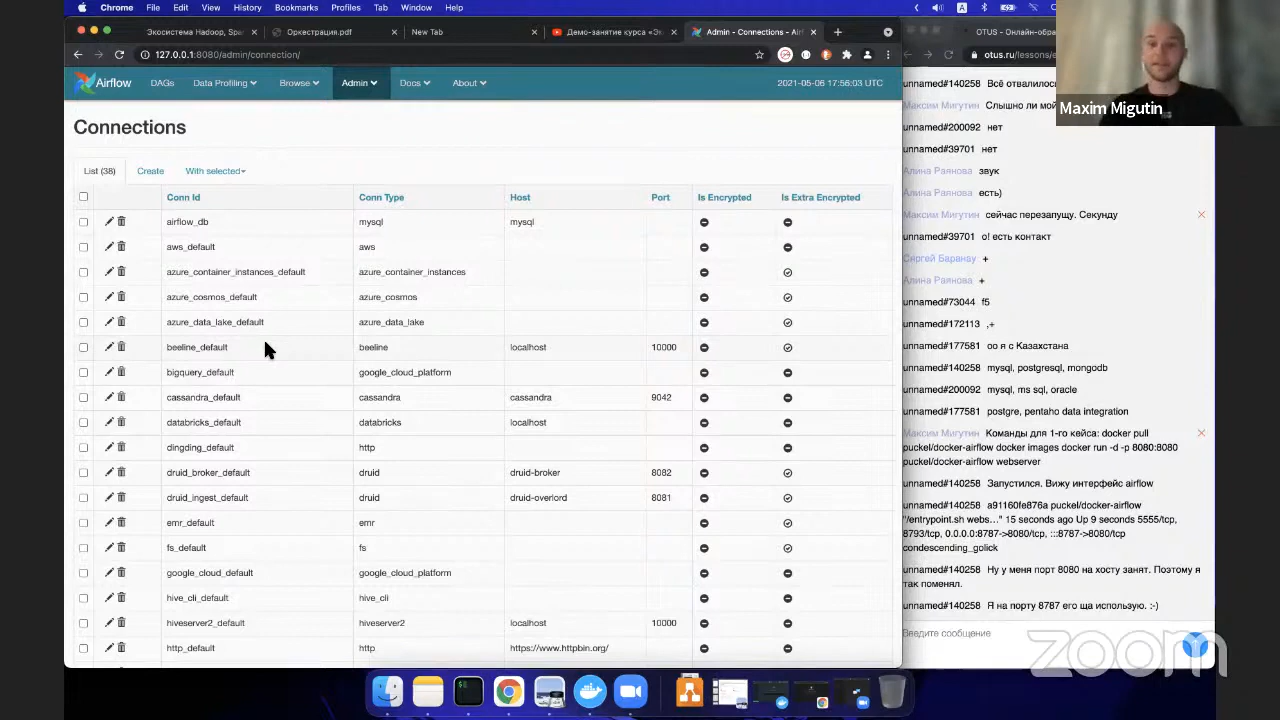 Chrome File Edit View History Bookmarks Profiles Tab Window Help
Экосистема Hadoop, Spa
Оркестрация.pdf
New Tab
Демо-занятие курса «Эк
Admin - Connections - Air
OTUS - Онлайн-обра
127.0.0.1:8080/admin/connection/
otus.ru/lessons/e
Airflow DAGs Data Profiling Browse Admin Docs About 2021-05-06 17:56:03 UTC
Connections
List (38) Create With selected
Conn Id Conn Type Host Port Is Encrypted Is Extra Encrypted
airflow_db mysql mysql
aws_default aws
azure_container_instances_default azure_container_instances
azure_cosmos_default azure_cosmos
azure_data_lake_default azure_data_lake
beeline_default beeline localhost 10000
bigquery_default google_cloud_platform
cassandra_default cassandra cassandra 9042
databricks_default databricks localhost
dingding_default http
druid_broker_default druid druid-broker 8082
druid_ingest_default druid druid-overlord 8081
emr_default emr
fs_default fs
google_cloud_default google_cloud_platform
hive_cli_default hive_cli
hiveserver2_default hiveserver2 localhost 10000
http_default http https://www.httpbin.org/
unnamed#140258 Всё отвалилос
Максим Мигутин Слышно ли мой
Maxim Migutin
unnamed#200092 нет
unnamed#39701 нет
Алина Раянова звук
Алина Раянова есть)
Максим Мигутин сейчас перезапущу. Секунду
unnamed#39701 о! есть контакт
Сяргей Баранау +
Алина Раянова +
unnamed#73044 f5
unnamed#172113 ,+
unnamed#177581 оо я с Казахстана
unnamed#140258 mysql, postgresql, mongodb
unnamed#200092 mysql, ms sql, oracle
unnamed#177581 postgre, pentaho data integration
Максим Мигутин Команды для 1-го кейса: docker pull
puckel/docker-airflow docker images docker run -d -p 8080:8080
puckel/docker-airflow webserver
unnamed#140258 Запустился. Вижу интерфейс airflow
unnamed#140258 a91160fe876a puckel/docker-airflow
"/entrypoint.sh webs…" 15 seconds ago Up 9 seconds 5555/tcp,
8793/tcp, 0.0.0.0:8787->8080/tcp, :::8787->8080/tcp
condescending_golick
unnamed#140258 Ну у меня порт 8080 на хосту занят. Поэтому я
так поменял.
unnamed#140258 Я на порту 8787 его ща использую. :-)
Введите сообщение
zoom